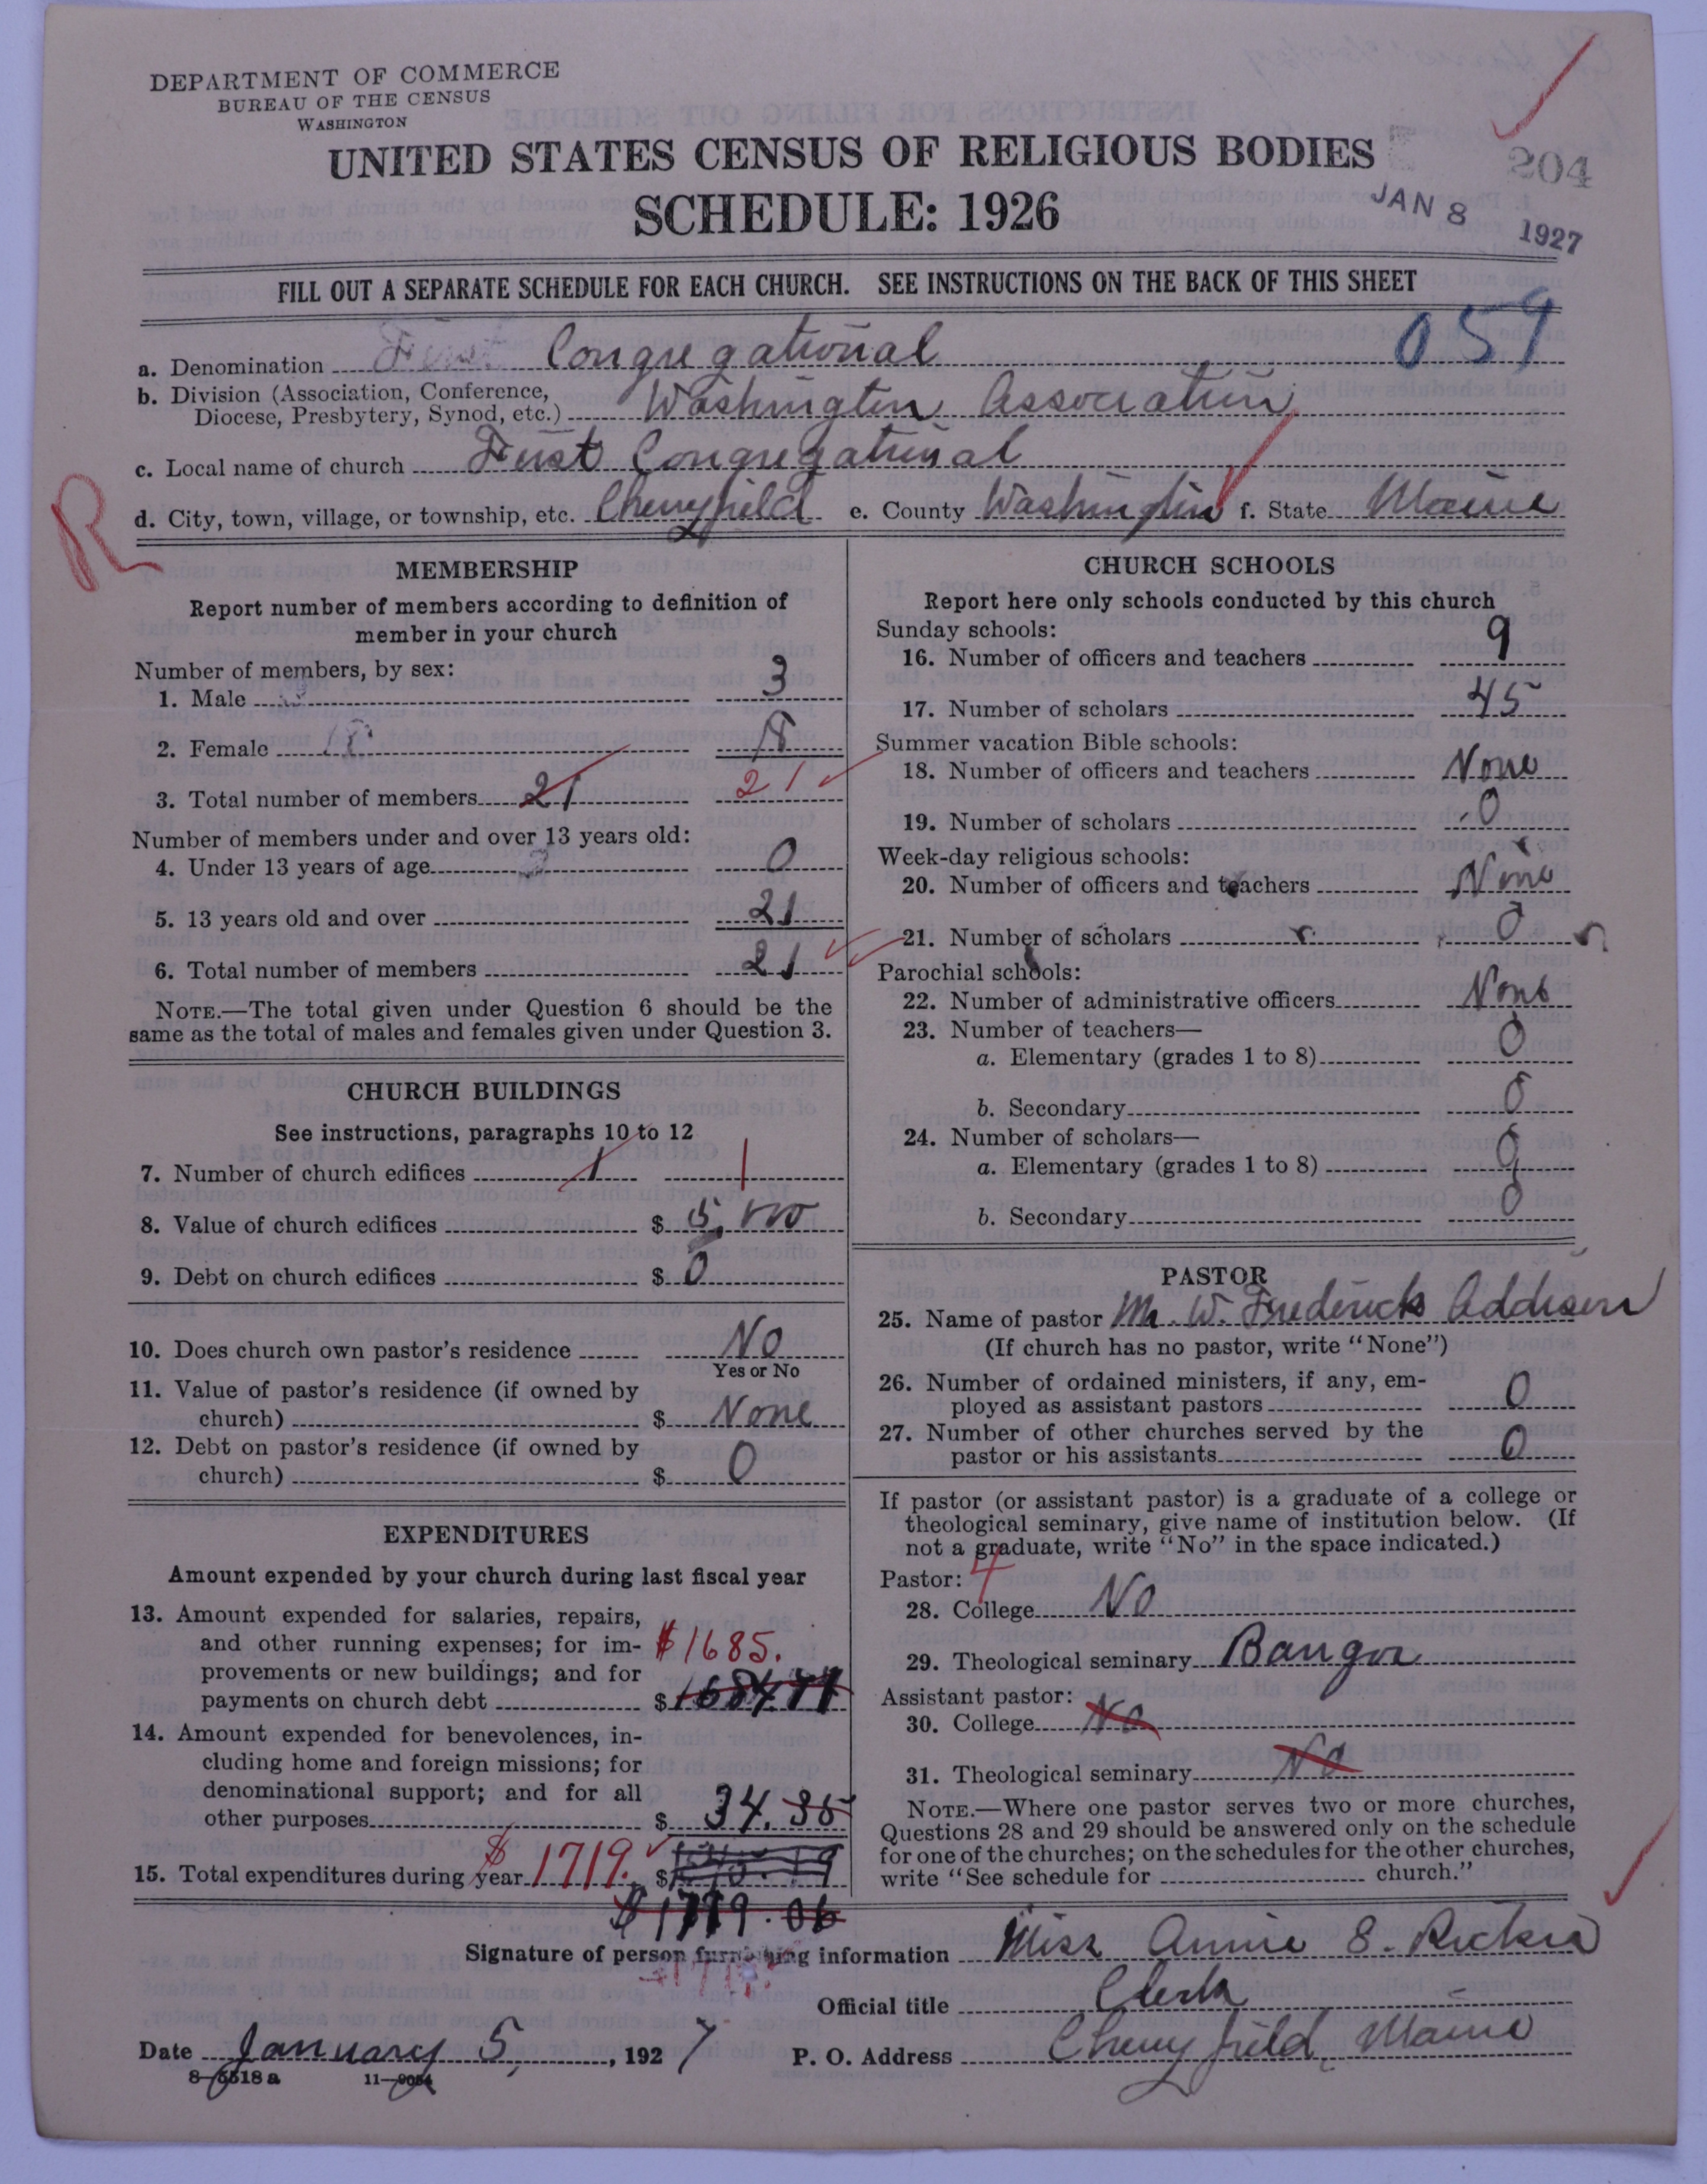 DEPARTMENT OF COMMERCE
BUREAU OF THE CENSUS
WASHINGTON
UNITED STATES CENSUS OF RELIGIOUS BODIES
SCHEDULE: 1926
204
JAN 8 1927
FILL OUT A SEPARATE SCHEDULE FOR EACH CHURCH. SEE INSTRUCTIONS ON THE BACK OF THIS SHEET
059
a. Denomination First Congregational
b. Division (Association, Conference,
Diocese, Presbytery, Synod, etc.) Washington Association
c. Local name of church First Congregational
R
d. City, town, village, or township, etc. Cherryfield e. County Washington f. State Maine
MEMBERSHIP
Report number of members according to definition of
member in your church
Number of members, by sex:
1. Male 3
2. Female 18
3. Total number of members 21 21
Number of members under and over 13 years old:
4. Under 13 years of age 0
5. 13 years old and over 21
6. Total number of members 21
NOTE.—The total given under Question 6 should be the
same as the total of males and females given under Question 3.
CHURCH BUILDINGS
See instructions, paragraphs 10 to 12
7. Number of church edifices 1 1
8. Value of church edifices $ 5,000
9. Debt on church edifices $ 0
10. Does church own pastor's residence No
Yes or No
11. Value of pastor's residence (if owned by
church) $ None
12. Debt on pastor's residence (if owned by
church) $ 0
EXPENDITURES
Amount expended by your church during last fiscal year
13. Amount expended for salaries, repairs,
and other running expenses; for im- $1685.
provements or new buildings; and for
payments on church debt $
14. Amount expended for benevolences, in-
cluding home and foreign missions; for
denominational support; and for all
other purposes $ 34.35
15. Total expenditures during year $1719. $
CHURCH SCHOOLS
Report here only schools conducted by this church
Sunday schools:
16. Number of officers and teachers 9
17. Number of scholars 45
Summer vacation Bible schools:
18. Number of officers and teachers None
19. Number of scholars 0
Week-day religious schools:
20. Number of officers and teachers None
21. Number of scholars 0
Parochial schools:
22. Number of administrative officers None
23. Number of teachers—
a. Elementary (grades 1 to 8) 0
b. Secondary 0
24. Number of scholars—
a. Elementary (grades 1 to 8) 0
b. Secondary 0
PASTOR
25. Name of pastor Mr. W. Frederick Addison
(If church has no pastor, write "None")
26. Number of ordained ministers, if any, em-
ployed as assistant pastors 0
27. Number of other churches served by the
pastor or his assistants 0
If pastor (or assistant pastor) is a graduate of a college or
theological seminary, give name of institution below. (If
not a graduate, write "No" in the space indicated.)
Pastor: 4
28. College No
29. Theological seminary Bangor
Assistant pastor:
30. College No
31. Theological seminary No
NOTE.—Where one pastor serves two or more churches,
Questions 28 and 29 should be answered only on the schedule
for one of the churches; on the schedules for the other churches,
write "See schedule for church."
$1719.06
Signature of person furnishing information Miss Annie E.
Official title Clerk
Date January 5, 1927 P. O. Address Cherryfield, Maine
8—5518 a 11—9084